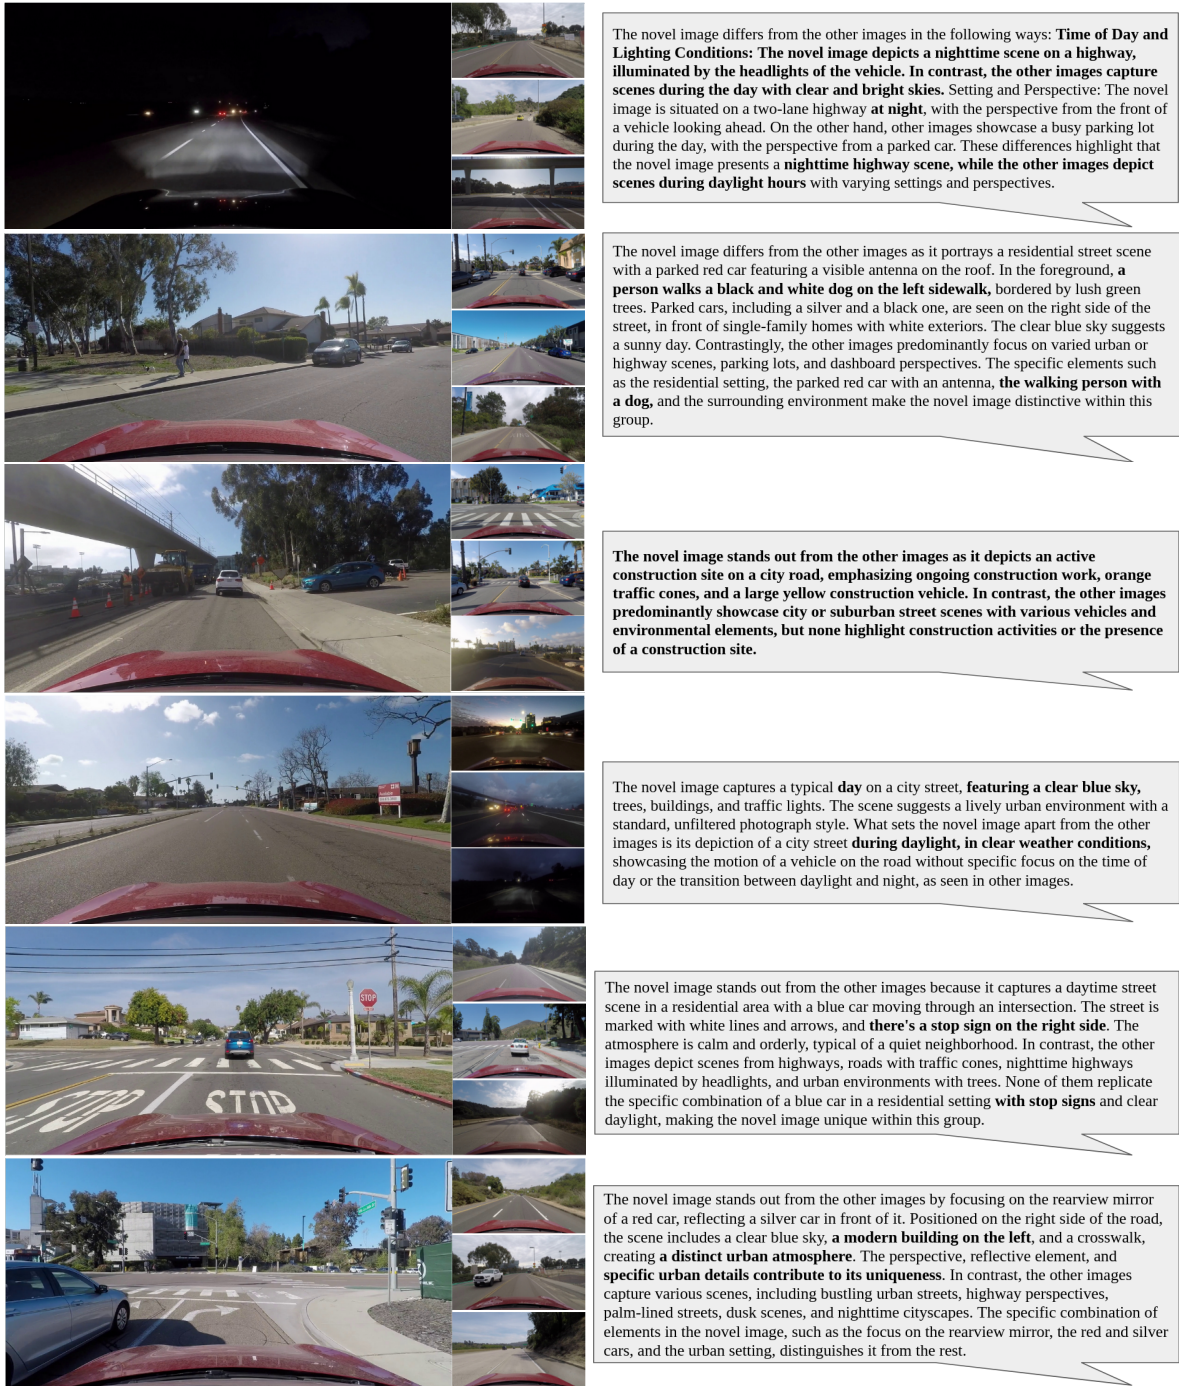 The novel image differs from the other images in the following ways: Time of Day and
Lighting Conditions: The novel image depicts a nighttime scene on a highway,
illuminated by the headlights of the vehicle. In contrast, the other images capture
scenes during the day with clear and bright skies. Setting and Perspective: The novel
image is situated on a two-lane highway at night, with the perspective from the front of
a vehicle looking ahead. On the other hand, other images showcase a busy parking lot
during the day, with the perspective from a parked car. These differences highlight that
the novel image presents a nighttime highway scene, while the other images depict
scenes during daylight hours with varying settings and perspectives.
The novel image differs from the other images as it portrays a residential street scene
with a parked red car featuring a visible antenna on the roof. In the foreground, a
person walks a black and white dog on the left sidewalk, bordered by lush green
trees. Parked cars, including a silver and a black one, are seen on the right side of the
street, in front of single-family homes with white exteriors. The clear blue sky suggests
a sunny day. Contrastingly, the other images predominantly focus on varied urban or
highway scenes, parking lots, and dashboard perspectives. The specific elements such
as the residential setting, the parked red car with an antenna, the walking person with
a dog, and the surrounding environment make the novel image distinctive within this
group.
The novel image stands out from the other images as it depicts an active
construction site on a city road, emphasizing ongoing construction work, orange
traffic cones, and a large yellow construction vehicle. In contrast, the other images
predominantly showcase city or suburban street scenes with various vehicles and
environmental elements, but none highlight construction activities or the presence
of a construction site.
The novel image captures a typical day on a city street, featuring a clear blue sky,
trees, buildings, and traffic lights. The scene suggests a lively urban environment with a
standard, unfiltered photograph style. What sets the novel image apart from the other
images is its depiction of a city street during daylight, in clear weather conditions,
showcasing the motion of a vehicle on the road without specific focus on the time of
day or the transition between daylight and night, as seen in other images.
STOP
STOP
STOP
The novel image stands out from the other images because it captures a daytime street
scene in a residential area with a blue car moving through an intersection. The street is
marked with white lines and arrows, and there's a stop sign on the right side. The
atmosphere is calm and orderly, typical of a quiet neighborhood. In contrast, the other
images depict scenes from highways, roads with traffic cones, nighttime highways
illuminated by headlights, and urban environments with trees. None of them replicate
the specific combination of a blue car in a residential setting with stop signs and clear
daylight, making the novel image unique within this group.
The novel image stands out from the other images by focusing on the rearview mirror
of a red car, reflecting a silver car in front of it. Positioned on the right side of the road,
the scene includes a clear blue sky, a modern building on the left, and a crosswalk,
creating a distinct urban atmosphere. The perspective, reflective element, and
specific urban details contribute to its uniqueness. In contrast, the other images
capture various scenes, including bustling urban streets, highway perspectives,
palm-lined streets, dusk scenes, and nighttime cityscapes. The specific combination of
elements in the novel image, such as the focus on the rearview mirror, the red and silver
cars, and the urban setting, distinguishes it from the rest.